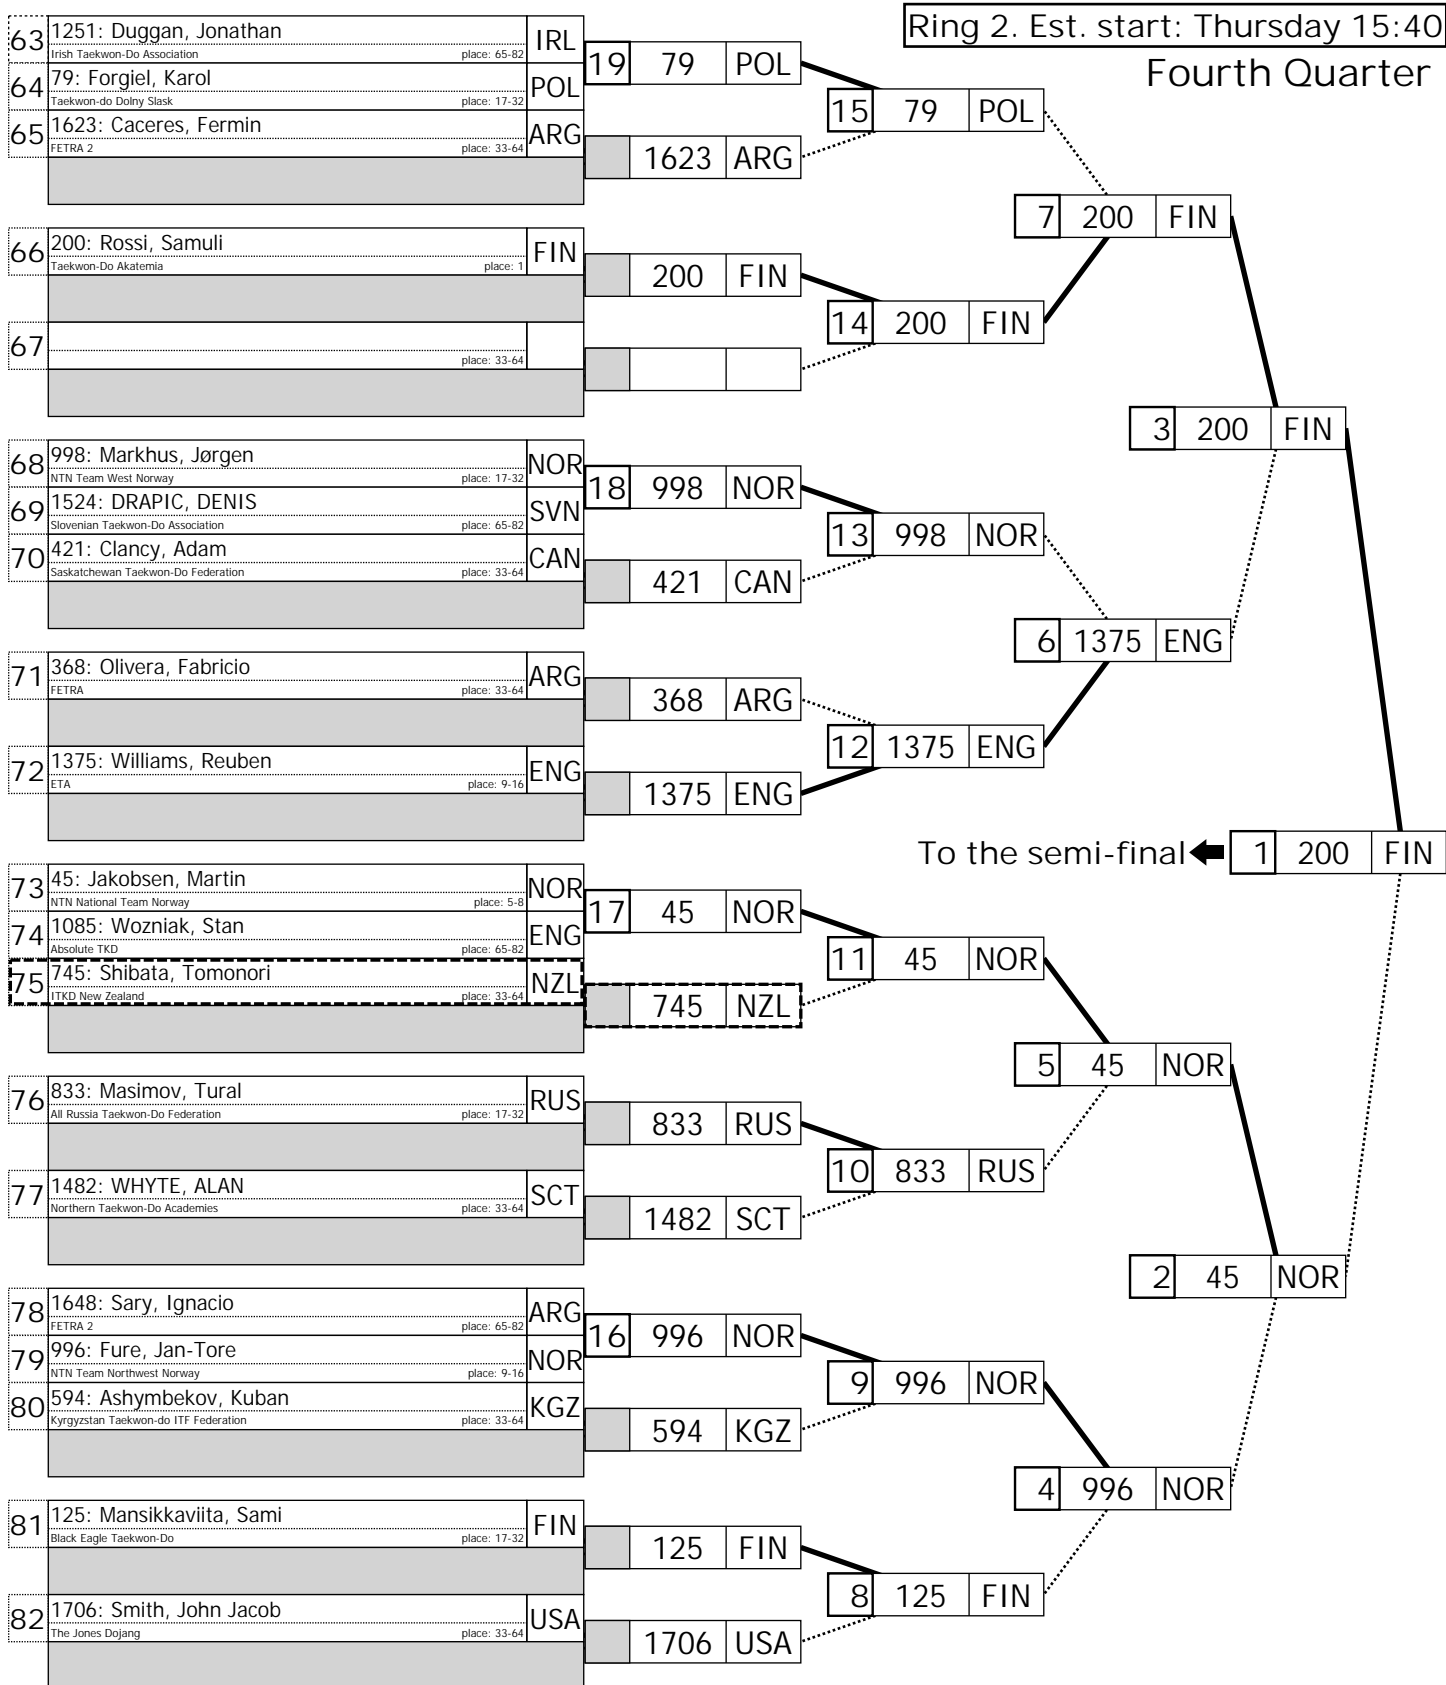 Ring 2. Est. start: Thursday 15:40
Fourth Quarter
63 1251: Duggan, Jonathan IRL
Irish Taekwon-Do Association place: 65-82
19 79 POL
64 79: Forgiel, Karol POL
Taekwon-do Dolny Slask place: 17-32
15 79 POL
65 1623: Caceres, Fermin ARG
FETRA 2 place: 33-64
1623 ARG
7 200 FIN
66 200: Rossi, Samuli FIN
Taekwon-Do Akatemia place: 1
200 FIN
14 200 FIN
67
place: 33-64
3 200 FIN
68 998: Markhus, Jørgen NOR
NTN Team West Norway place: 17-32
18 998 NOR
69 1524: DRAPIC, DENIS SVN
Slovenian Taekwon-Do Association place: 65-82
13 998 NOR
70 421: Clancy, Adam CAN
Saskatchewan Taekwon-Do Federation place: 33-64
421 CAN
6 1375 ENG
71 368: Olivera, Fabricio ARG
FETRA place: 33-64
368 ARG
12 1375 ENG
72 1375: Williams, Reuben ENG
ETA place: 9-16
1375 ENG
To the semi-final 1 200 FIN
73 45: Jakobsen, Martin NOR
NTN National Team Norway place: 5-8
17 45 NOR
74 1085: Wozniak, Stan ENG
Absolute TKD place: 65-82
11 45 NOR
75 745: Shibata, Tomonori NZL
ITKD New Zealand place: 33-64
745 NZL
5 45 NOR
76 833: Masimov, Tural RUS
All Russia Taekwon-Do Federation place: 17-32
833 RUS
10 833 RUS
77 1482: WHYTE, ALAN SCT
Northern Taekwon-Do Academies place: 33-64
1482 SCT
2 45 NOR
78 1648: Sary, Ignacio ARG
FETRA 2 place: 65-82
16 996 NOR
79 996: Fure, Jan-Tore NOR
NTN Team Northwest Norway place: 9-16
9 996 NOR
80 594: Ashymbekov, Kuban KGZ
Kyrgyzstan Taekwon-do ITF Federation place: 33-64
594 KGZ
4 996 NOR
81 125: Mansikkaviita, Sami FIN
Black Eagle Taekwon-Do place: 17-32
125 FIN
8 125 FIN
82 1706: Smith, John Jacob USA
The Jones Dojang place: 33-64
1706 USA